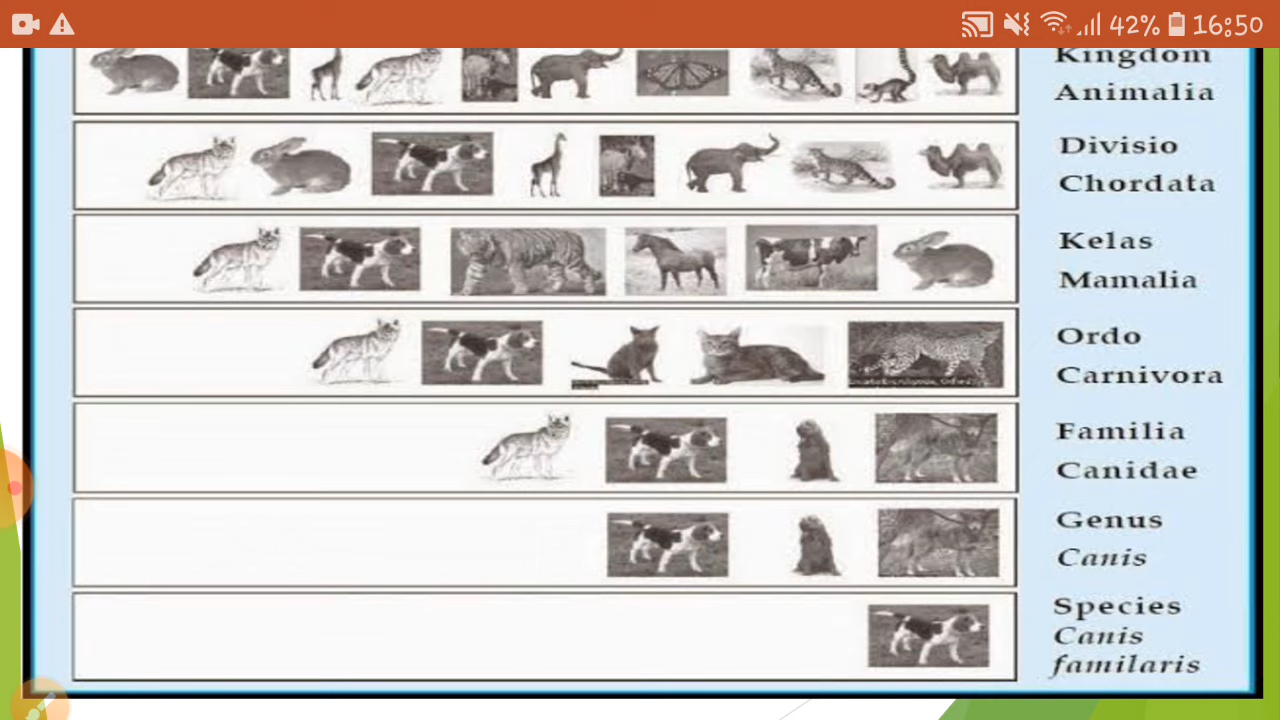 42% 16:50
Kingdom
Animalia
Divisio
Chordata
Kelas
Mamalia
Ordo
Carnivora
Familia
Canidae
Genus
Canis
Species
Canis
familaris